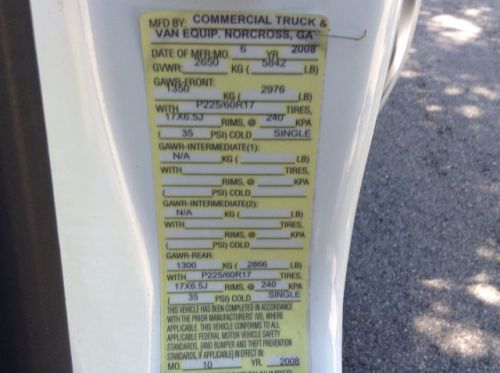 MFD BY: COMMERCIAL TRUCK &
VAN EQUIP. NORCROSS, GA
DATE OF MFR:MO. 6 YR. 2008
GVWR: 2650 KG ( 5842 LB)
GAWR-FRONT:
1350 KG ( 2976 LB)
WITH P225/60R17 TIRES,
17X6.5J RIMS, @ 240 KPA
( 35 PSI) COLD SINGLE
GAWR-INTERMEDIATE(1):
N/A KG ( LB)
WITH TIRES,
RIMS, @ KPA
( PSI) COLD
GAWR-INTERMEDIATE(2):
N/A KG ( LB)
WITH TIRES,
RIMS, @ KPA
( PSI) COLD
GAWR-REAR:
1300 KG ( 2866 LB)
WITH P225/60R17 TIRES,
17X6.5J RIMS, @ 240 KPA
( 35 PSI) COLD SINGLE
THIS VEHICLE HAS BEEN COMPLETED IN ACCORDANCE
WITH THE PRIOR MANUFACTURERS' IVD, WHERE
APPLICABLE. THIS VEHICLE CONFORMS TO ALL
APPLICABLE FEDERAL MOTOR VEHICLE SAFETY
STANDARDS, [AND BUMPER AND THEFT PREVENTION
STANDARDS, IF APPLICABLE] IN EFFECT IN:
MO. 10 YR. 2008